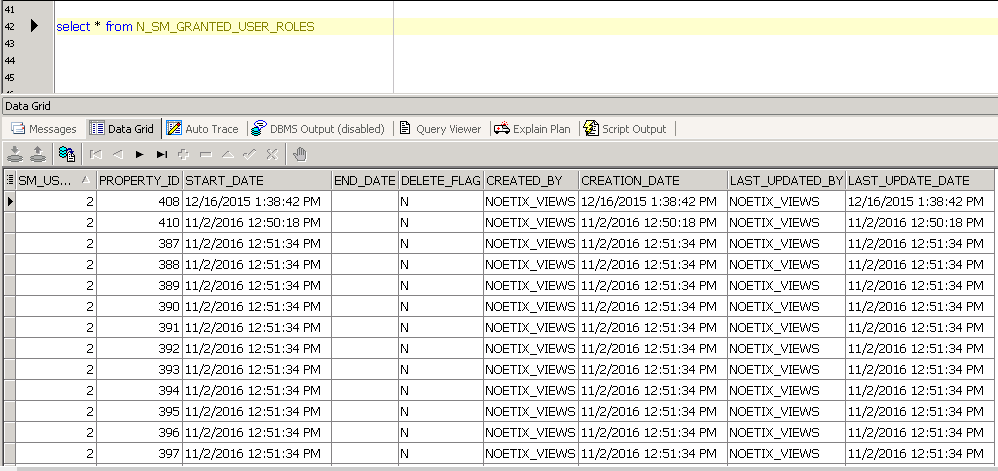 41
42 select * from N_SM_GRANTED_USER_ROLES
43
44
45
Data Grid
Messages Data Grid Auto Trace DBMS Output (disabled) Query Viewer Explain Plan Script Output
SM_US... PROPERTY_ID START_DATE END_DATE DELETE_FLAG CREATED_BY CREATION_DATE LAST_UPDATED_BY LAST_UPDATE_DATE
2 408 12/16/2015 1:38:42 PM N NOETIX_VIEWS 12/16/2015 1:38:42 PM NOETIX_VIEWS 12/16/2015 1:38:42 PM
2 410 11/2/2016 12:50:18 PM N NOETIX_VIEWS 11/2/2016 12:50:18 PM NOETIX_VIEWS 11/2/2016 12:50:18 PM
2 387 11/2/2016 12:51:34 PM N NOETIX_VIEWS 11/2/2016 12:51:34 PM NOETIX_VIEWS 11/2/2016 12:51:34 PM
2 388 11/2/2016 12:51:34 PM N NOETIX_VIEWS 11/2/2016 12:51:34 PM NOETIX_VIEWS 11/2/2016 12:51:34 PM
2 389 11/2/2016 12:51:34 PM N NOETIX_VIEWS 11/2/2016 12:51:34 PM NOETIX_VIEWS 11/2/2016 12:51:34 PM
2 390 11/2/2016 12:51:34 PM N NOETIX_VIEWS 11/2/2016 12:51:34 PM NOETIX_VIEWS 11/2/2016 12:51:34 PM
2 391 11/2/2016 12:51:34 PM N NOETIX_VIEWS 11/2/2016 12:51:34 PM NOETIX_VIEWS 11/2/2016 12:51:34 PM
2 392 11/2/2016 12:51:34 PM N NOETIX_VIEWS 11/2/2016 12:51:34 PM NOETIX_VIEWS 11/2/2016 12:51:34 PM
2 393 11/2/2016 12:51:34 PM N NOETIX_VIEWS 11/2/2016 12:51:34 PM NOETIX_VIEWS 11/2/2016 12:51:34 PM
2 394 11/2/2016 12:51:34 PM N NOETIX_VIEWS 11/2/2016 12:51:34 PM NOETIX_VIEWS 11/2/2016 12:51:34 PM
2 395 11/2/2016 12:51:34 PM N NOETIX_VIEWS 11/2/2016 12:51:34 PM NOETIX_VIEWS 11/2/2016 12:51:34 PM
2 396 11/2/2016 12:51:34 PM N NOETIX_VIEWS 11/2/2016 12:51:34 PM NOETIX_VIEWS 11/2/2016 12:51:34 PM
2 397 11/2/2016 12:51:34 PM N NOETIX_VIEWS 11/2/2016 12:51:34 PM NOETIX_VIEWS 11/2/2016 12:51:34 PM